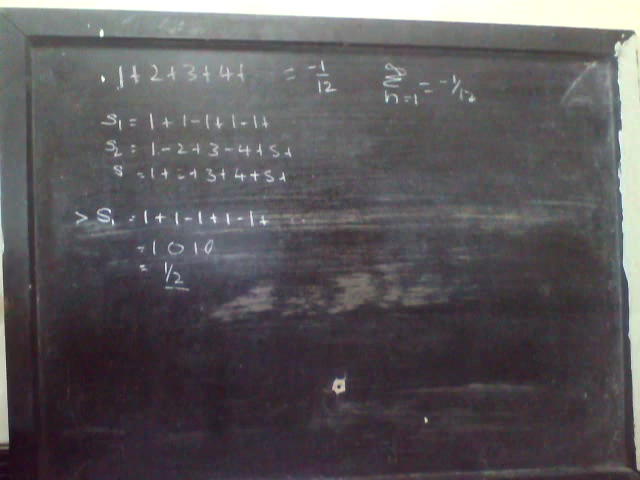 1+2+3+4+ = -1/12 ∞Σn=1 = -1/12
S1 = 1+1-1+1-1+
S2 = 1-2+3-4+5+
S = 1+-+3+4+5+
> S1 = 1+1-1+1-1+ ...
= 1 0 1 0
= 1/2